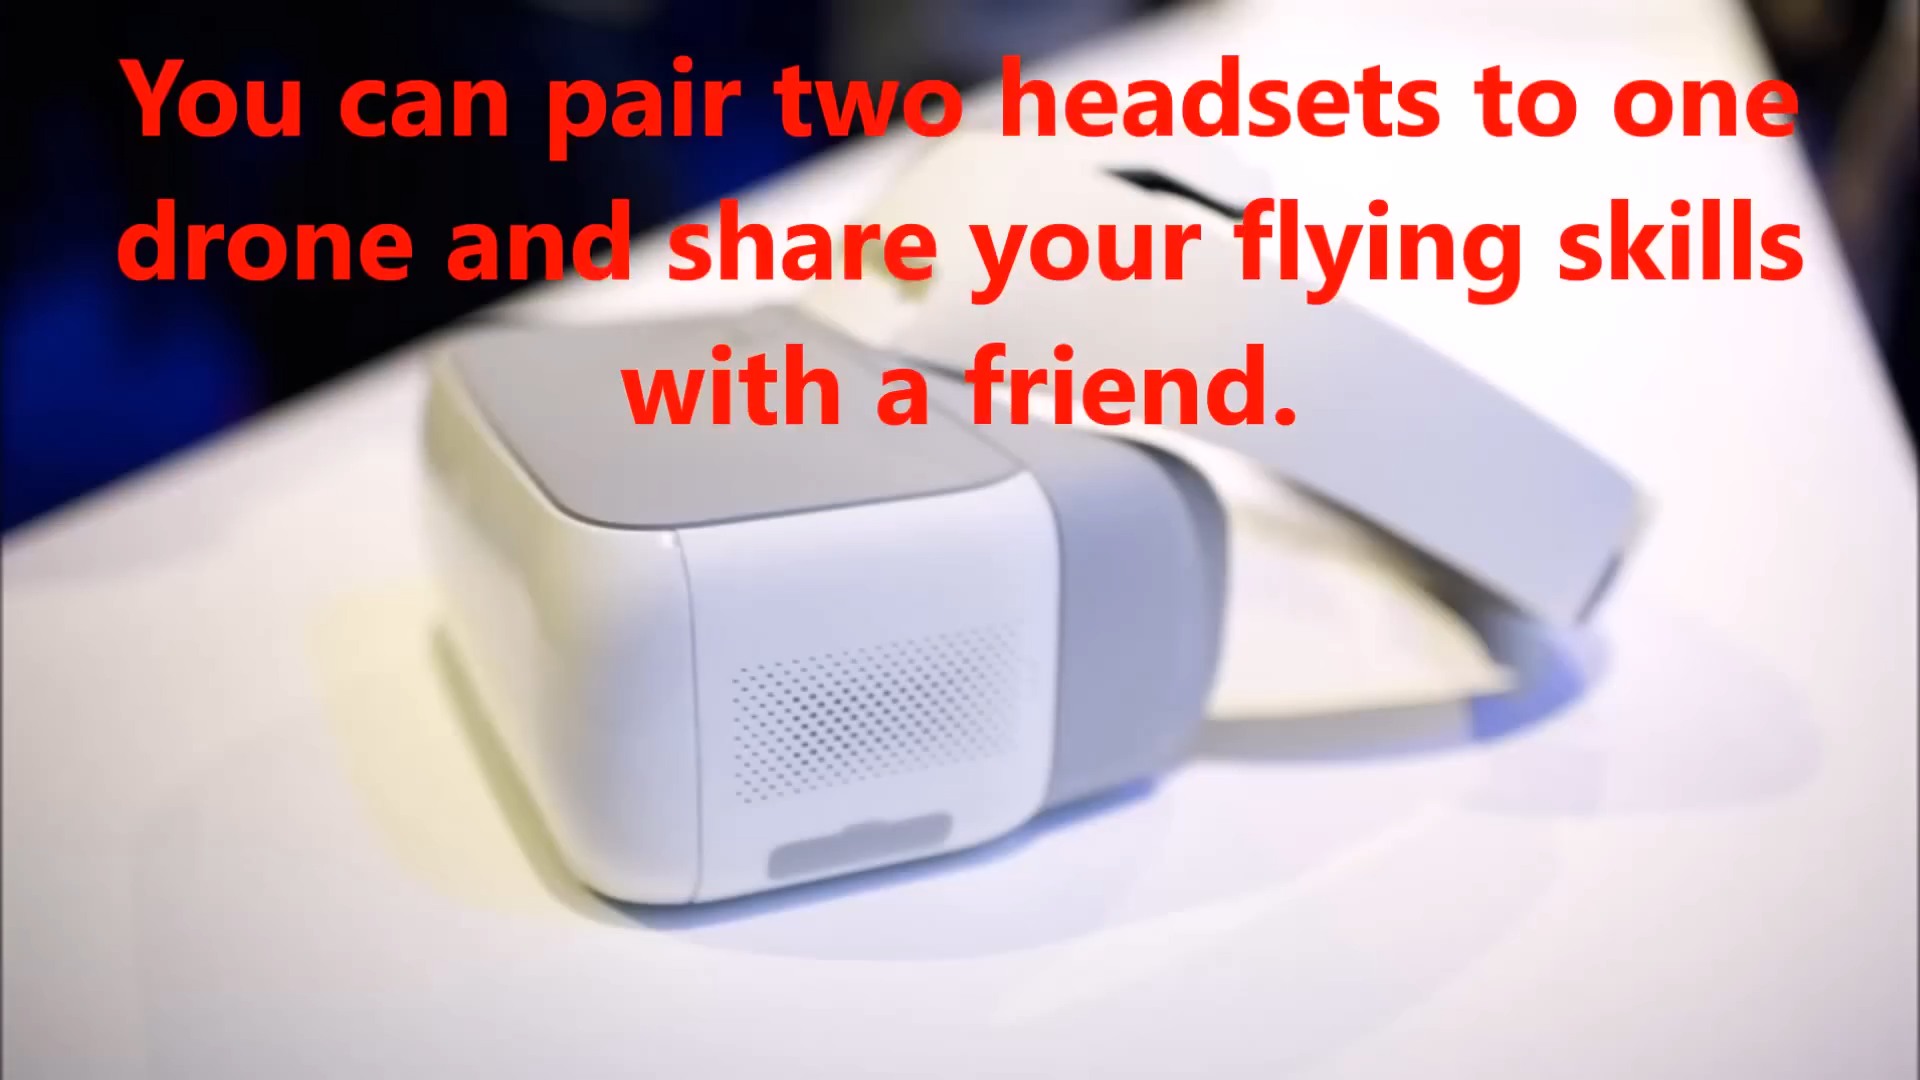 You can pair two headsets to one
drone and share your flying skills
with a friend.